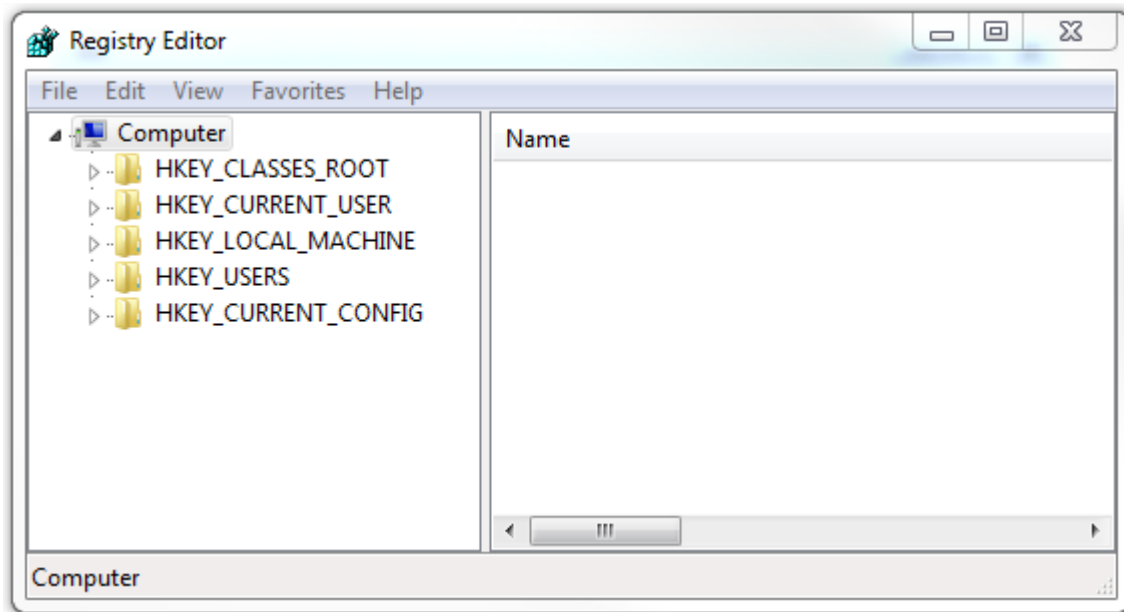 Registry Editor
File Edit View Favorites Help
Computer
HKEY_CLASSES_ROOT
HKEY_CURRENT_USER
HKEY_LOCAL_MACHINE
HKEY_USERS
HKEY_CURRENT_CONFIG
Name
Computer